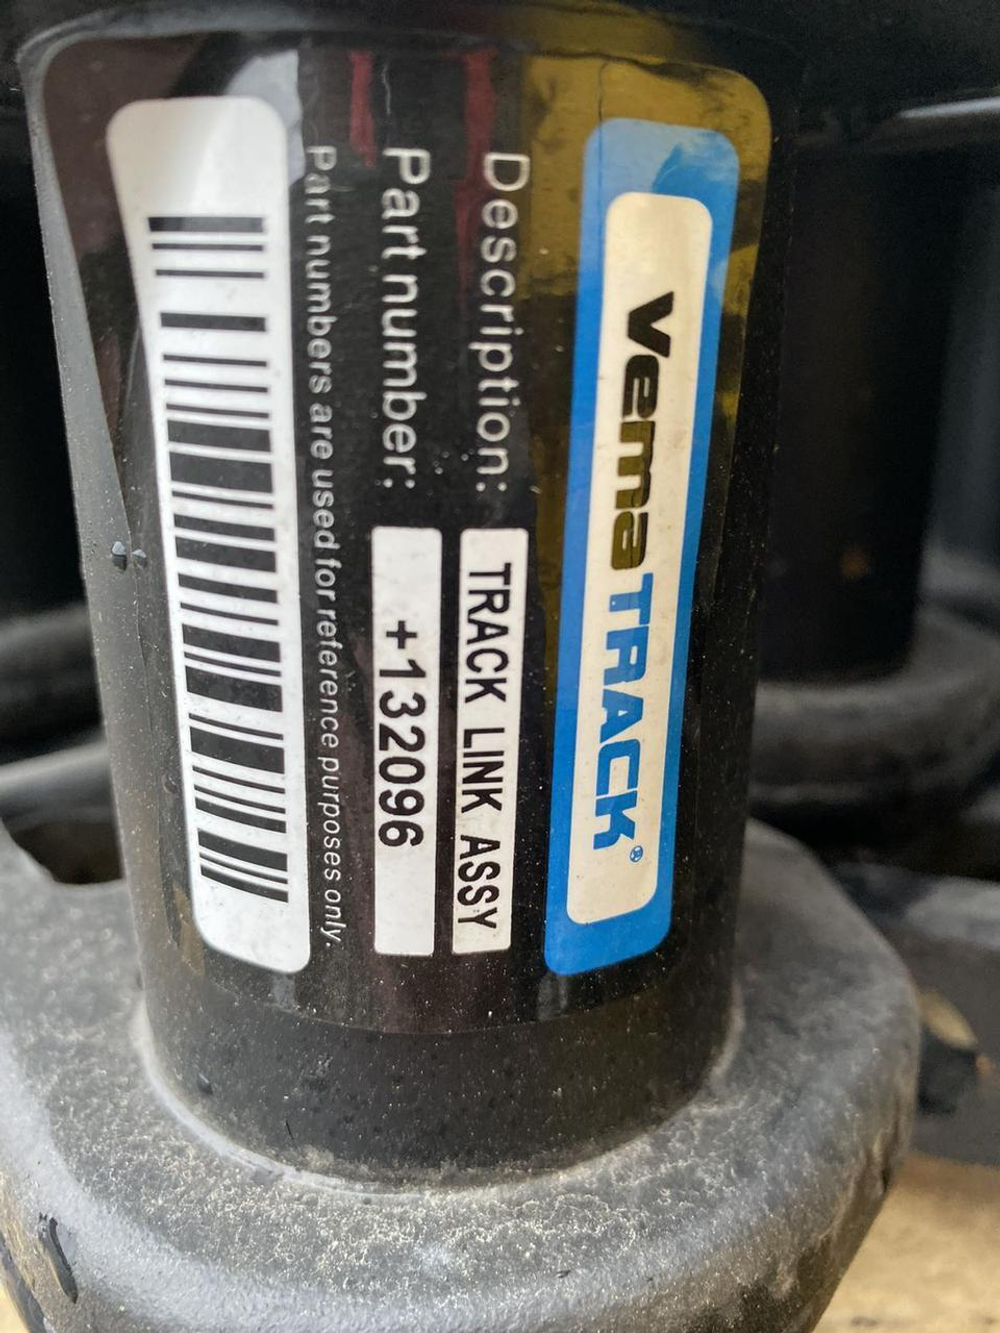 VemaTRACK®
Description: TRACK LINK ASSY
Part number: +132096
Part numbers are used for reference purposes only.